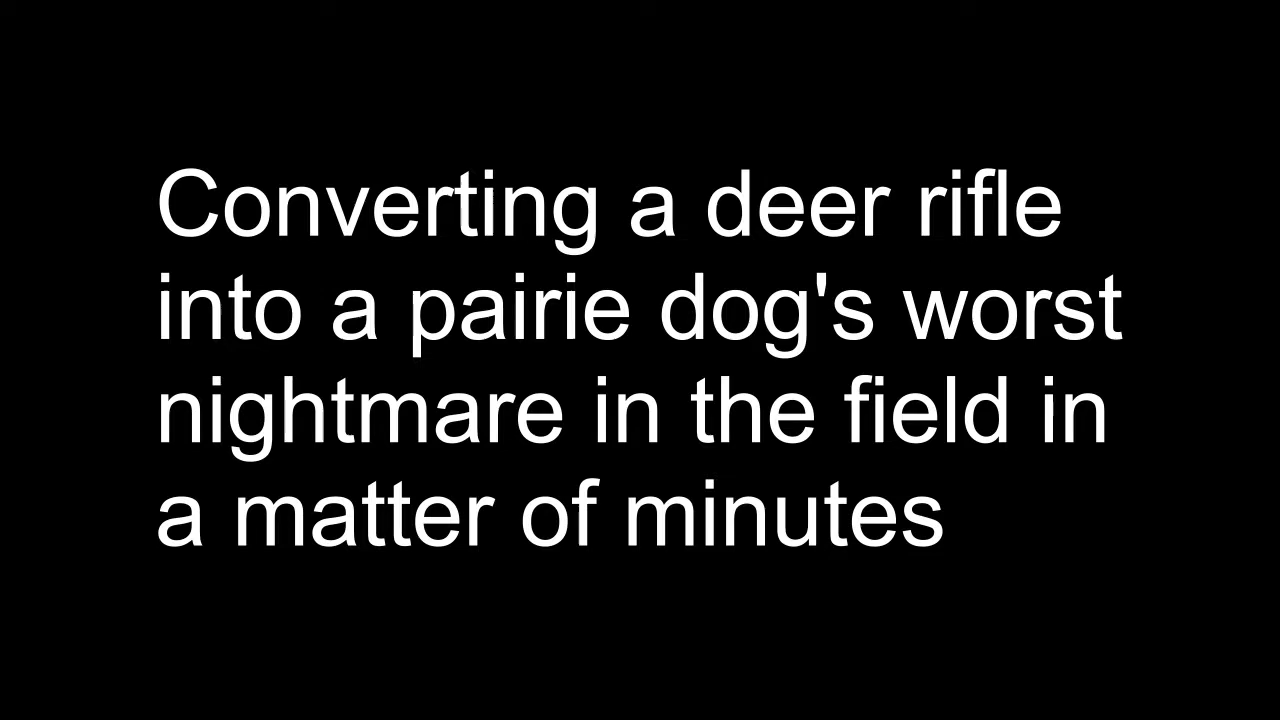 Converting a deer rifle
into a pairie dog's worst
nightmare in the field in
a matter of minutes